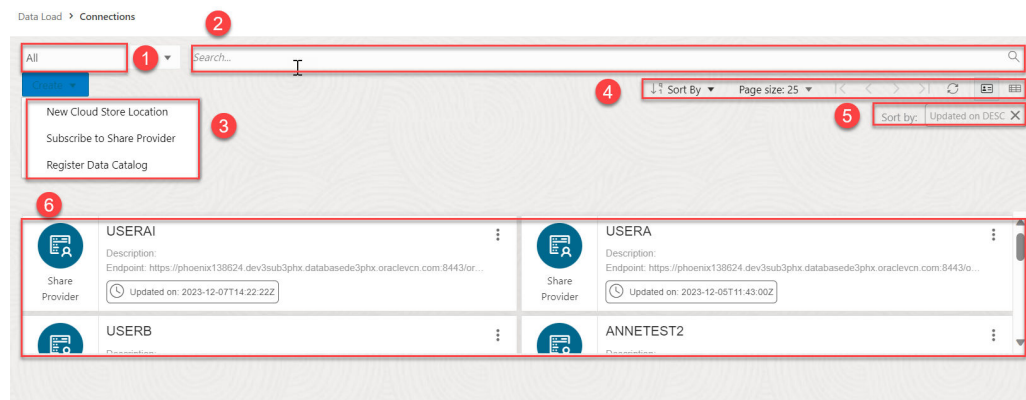 Data Load > Connections
2
All
1
Search...
Create
4
Sort By
Page size: 25
5
Sort by: Updated on DESC
New Cloud Store Location
Subscribe to Share Provider
Register Data Catalog
3
6
USERAI
Description:
Endpoint: https://phoenix138624.dev3sub3phx.databasede3phx.oraclevcn.com:8443/or...
Share Provider
Updated on: 2023-12-07T14:22:22Z
USERA
Description:
Endpoint: https://phoenix138624.dev3sub3phx.databasede3phx.oraclevcn.com:8443/o...
Share Provider
Updated on: 2023-12-05T11:43:00Z
USERB
Description:
ANNETEST2
Description: